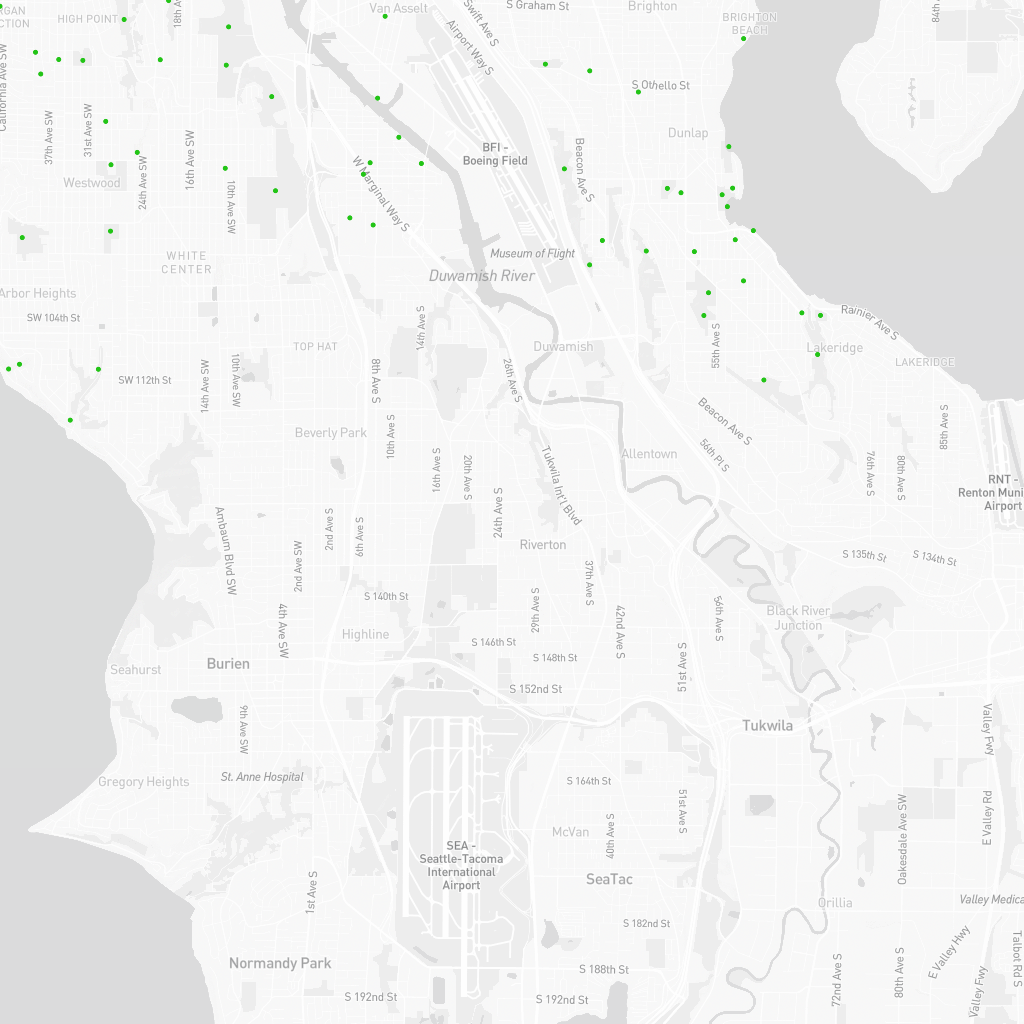 Van Asselt
S Graham St
Brighton
84th
18th A
HIGH POINT
BRIGHTON
BEACH
Swift Ave S
Airport Way S
California Ave SW
S Othello St
37th Ave SW
31st Ave SW
16th Ave SW
24th Ave SW
Westwood
10th Ave SW
W Marginal Way S
BFI -
Boeing Field
Beacon Ave S
Dunlap
Museum of Flight
Duwamish River
WHITE
CENTER
Arbor Heights
SW 104th St
TOP HAT
14th Ave S
Duwamish
55th Ave S
Rainier Ave S
Lakeridge
LAKERIDGE
SW 112th St
14th Ave SW
10th Ave SW
8th Ave S
26th Ave S
Beverly Park
10th Ave S
16th Ave S
20th Ave S
24th Ave S
Tukwila Int'l Blvd
Allentown
Beacon Ave S
56th Pl S
76th Ave S
80th Ave S
85th Ave S
RNT -
Renton Muni
Airport
Ambaum Blvd SW
2nd Ave SW
2nd Ave S
6th Ave S
Riverton
S 135th St
S 134th St
S 140th St
29th Ave S
37th Ave S
42nd Ave S
56th Ave S
51st Ave S
Black River
Junction
4th Ave SW
Highline
S 146th St
S 148th St
S 152nd St
Seahurst
Burien
9th Ave SW
Tukwila
Valley Fwy
Gregory Heights
St. Anne Hospital
S 164th St
51st Ave S
McVan
40th Ave S
Oakesdale Ave SW
E Valley Rd
SEA -
Seattle-Tacoma
International
Airport
SeaTac
1st Ave S
Orillia
Valley Medica
S 182nd St
E Valley Hwy
Talbot Rd S
Normandy Park
S 188th St
72nd Ave S
80th Ave S
Valley Fwy
S 192nd St
S 192nd St